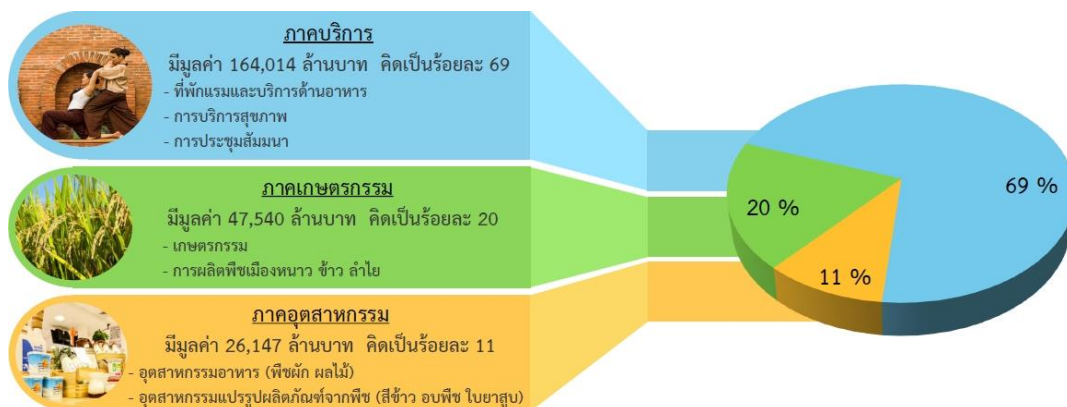 ภาคบริการ
มีมูลค่า 164,014 ล้านบาท คิดเป็นร้อยละ 69
- ที่พักแรมและบริการด้านอาหาร
- การบริการสุขภาพ
- การประชุมสัมมนา
ภาคเกษตรกรรม
มีมูลค่า 47,540 ล้านบาท คิดเป็นร้อยละ 20
- เกษตรกรรม
- การผลิตพืชเมืองหนาว ข้าว ลำไย
ภาคอุตสาหกรรม
มีมูลค่า 26,147 ล้านบาท คิดเป็นร้อยละ 11
- อุตสาหกรรมอาหาร (พืชผัก ผลไม้)
- อุตสาหกรรมแปรรูปผลิตภัณฑ์จากพืช (สีข้าว อบพืช ใบยาสูบ)
69 %
20 %
11 %